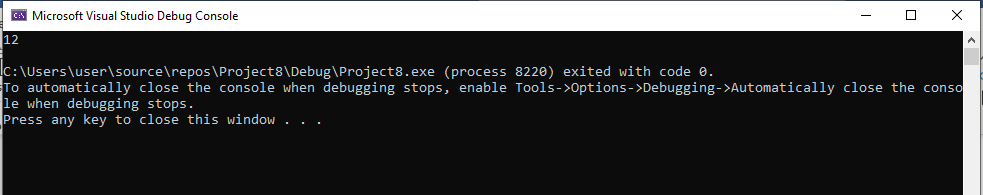 Microsoft Visual Studio Debug Console
12
C:\Users\user\source\repos\Project8\Debug\Project8.exe (process 8220) exited with code 0.
To automatically close the console when debugging stops, enable Tools->Options->Debugging->Automatically close the conso
le when debugging stops.
Press any key to close this window . . .